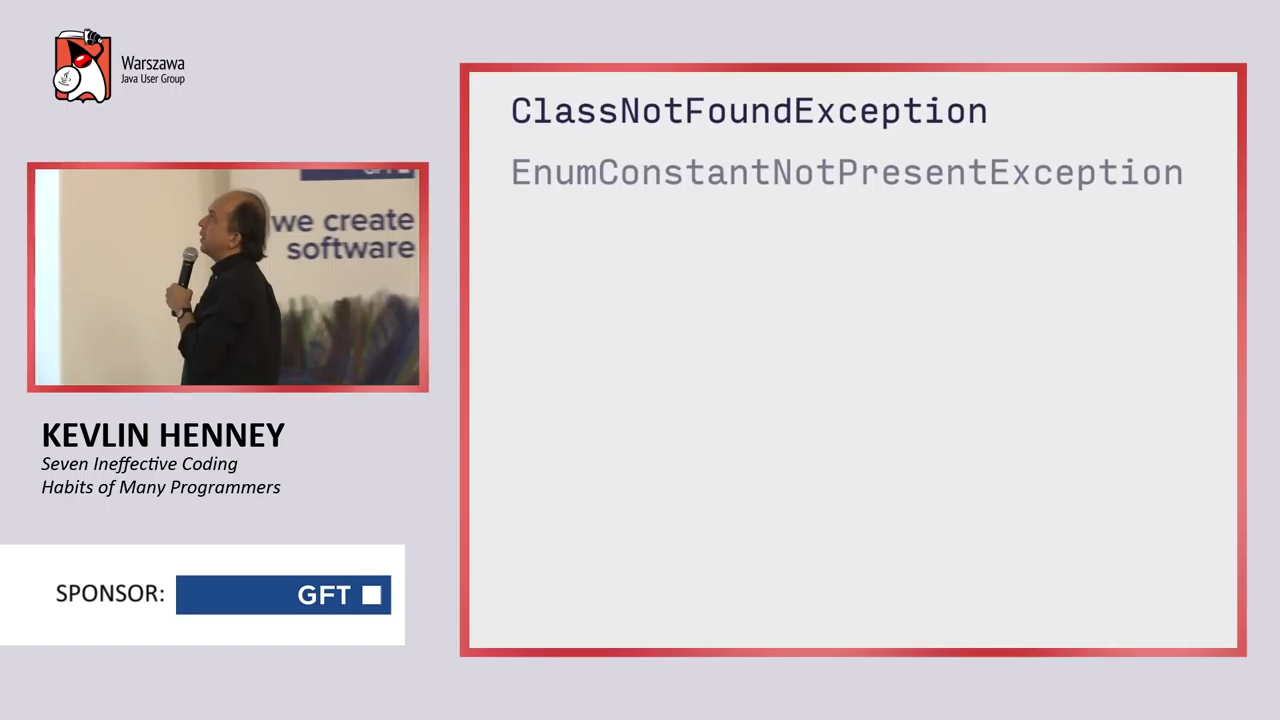 Warszawa
Java User Group
ClassNotFoundException
EnumConstantNotPresentException
we create
software
KEVLIN HENNEY
Seven Ineffective Coding
Habits of Many Programmers
SPONSOR:
GFT